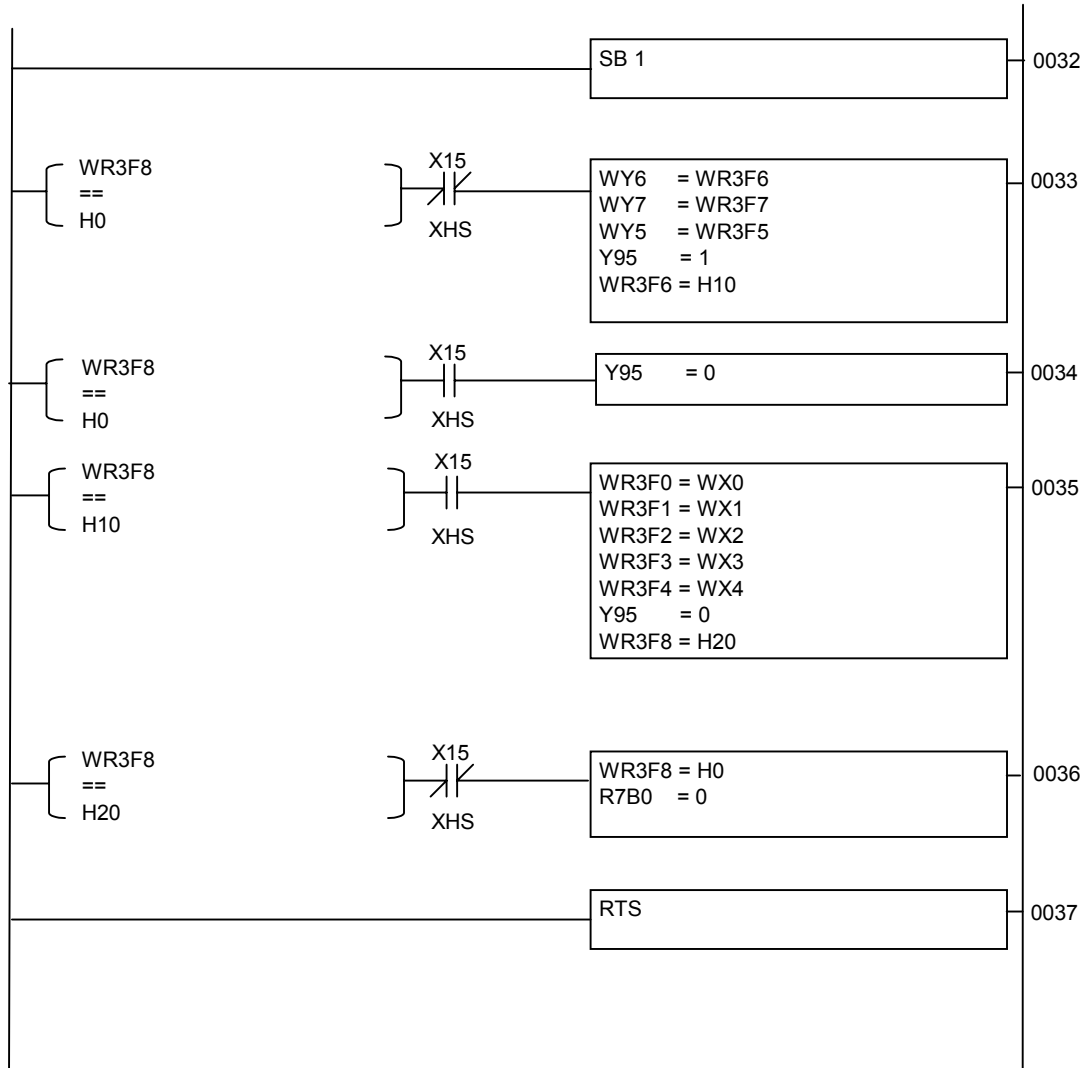 SB 1
0032
WR3F8
==
H0
X15
XHS
WY6 = WR3F6
WY7 = WR3F7
WY5 = WR3F5
Y95 = 1
WR3F6 = H10
0033
WR3F8
==
H0
X15
XHS
Y95 = 0
0034
WR3F8
==
H10
X15
XHS
WR3F0 = WX0
WR3F1 = WX1
WR3F2 = WX2
WR3F3 = WX3
WR3F4 = WX4
Y95 = 0
WR3F8 = H20
0035
WR3F8
==
H20
X15
XHS
WR3F8 = H0
R7B0 = 0
0036
RTS
0037